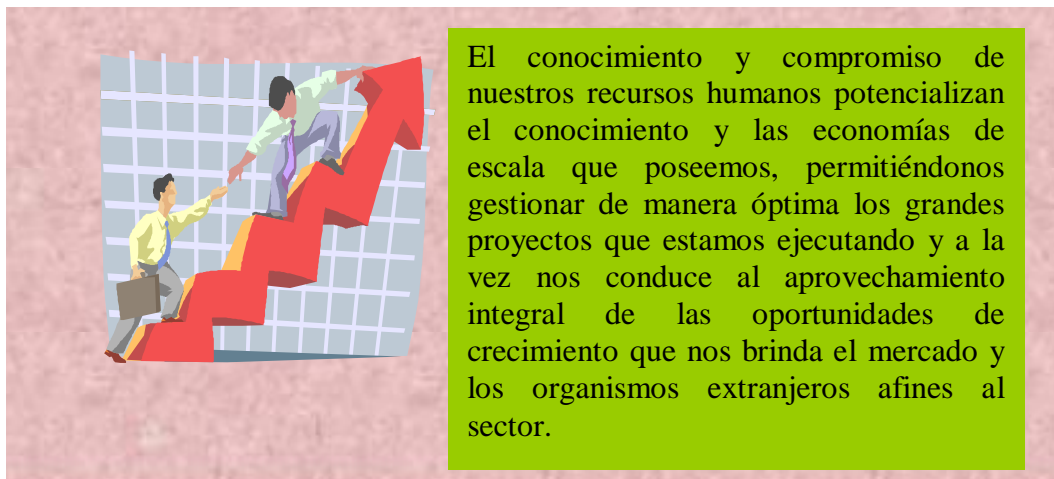 El conocimiento y compromiso de
nuestros recursos humanos potencializan
el conocimiento y las economías de
escala que poseemos, permitiéndonos
gestionar de manera óptima los grandes
proyectos que estamos ejecutando y a la
vez nos conduce al aprovechamiento
integral de las oportunidades de
crecimiento que nos brinda el mercado y
los organismos extranjeros afines al
sector.